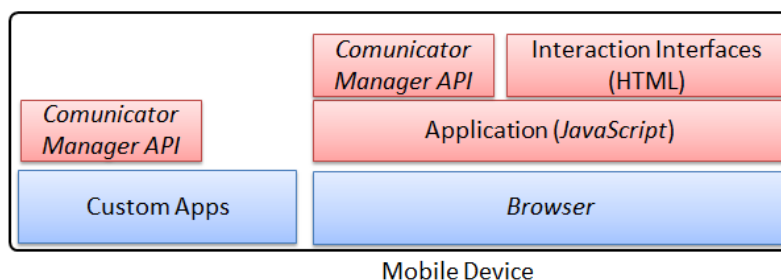 Comunicator
Manager API
Interaction Interfaces
(HTML)
Comunicator
Manager API
Application (JavaScript)
Custom Apps
Browser
Mobile Device